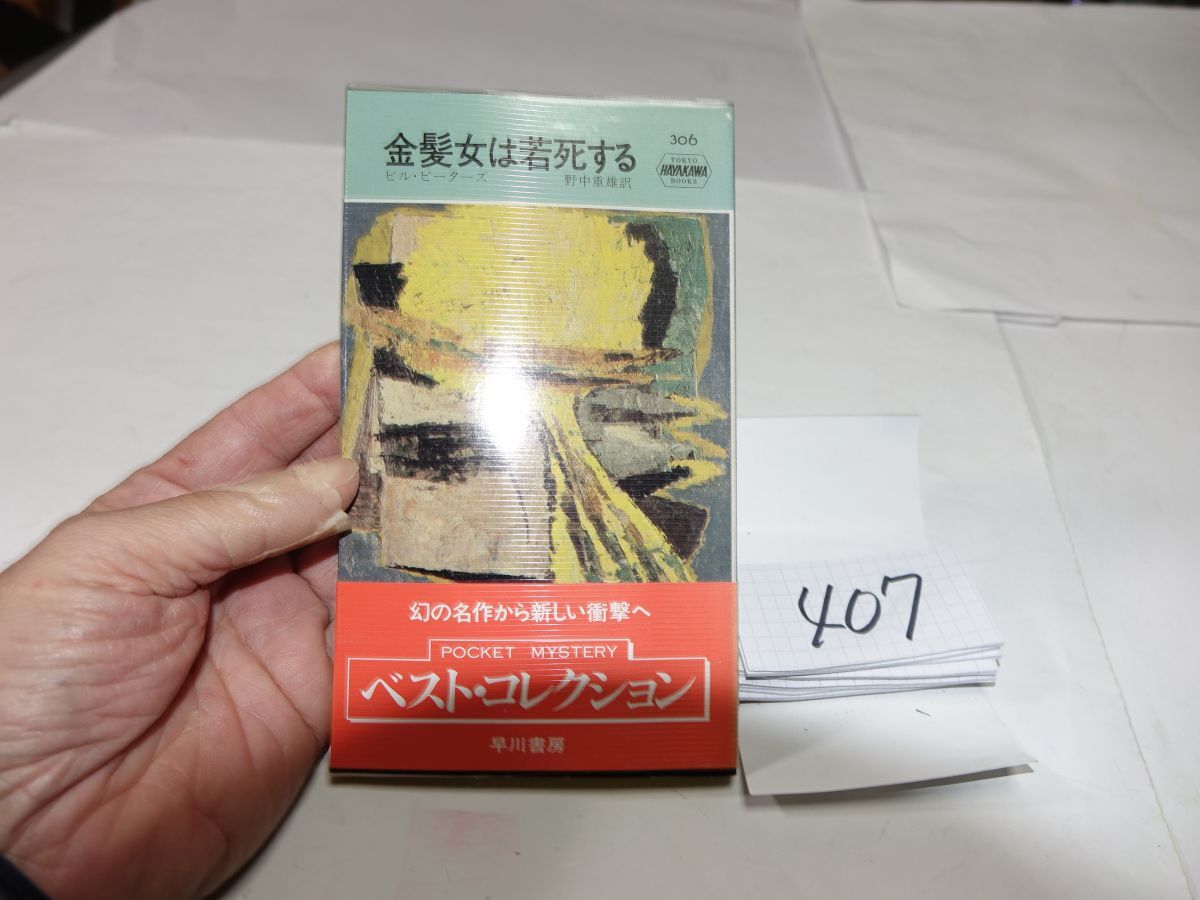 金髪女は若死する
306
ビル・ピーターズ 野中重雄訳
TOKYO
HAYAKAWA
BOOKS
幻の名作から新しい衝撃へ
POCKET MYSTERY
ベスト・コレクション
早川書房
407